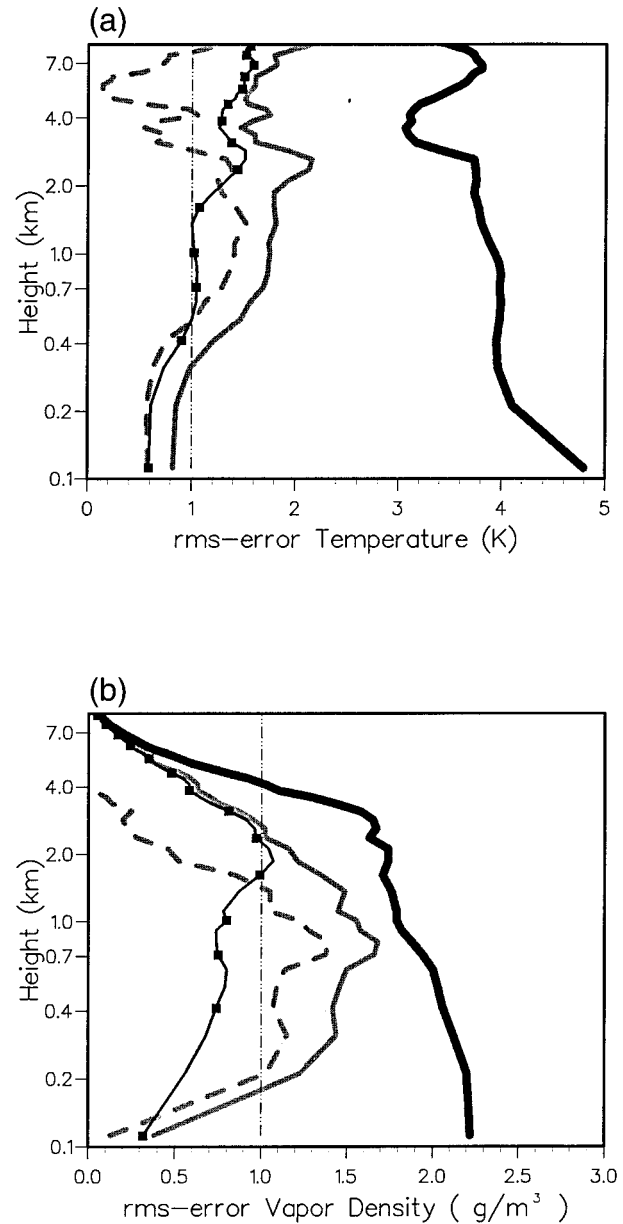 (a)
7.0
4.0
2.0
1.0
0.7
0.4
0.2
0.1
Height (km)
0 1 2 3 4 5
rms-error Temperature (K)
(b)
7.0
4.0
2.0
1.0
0.7
0.4
0.2
0.1
Height (km)
0.0 0.5 1.0 1.5 2.0 2.5 3.0
rms-error Vapor Density ( g/m³ )